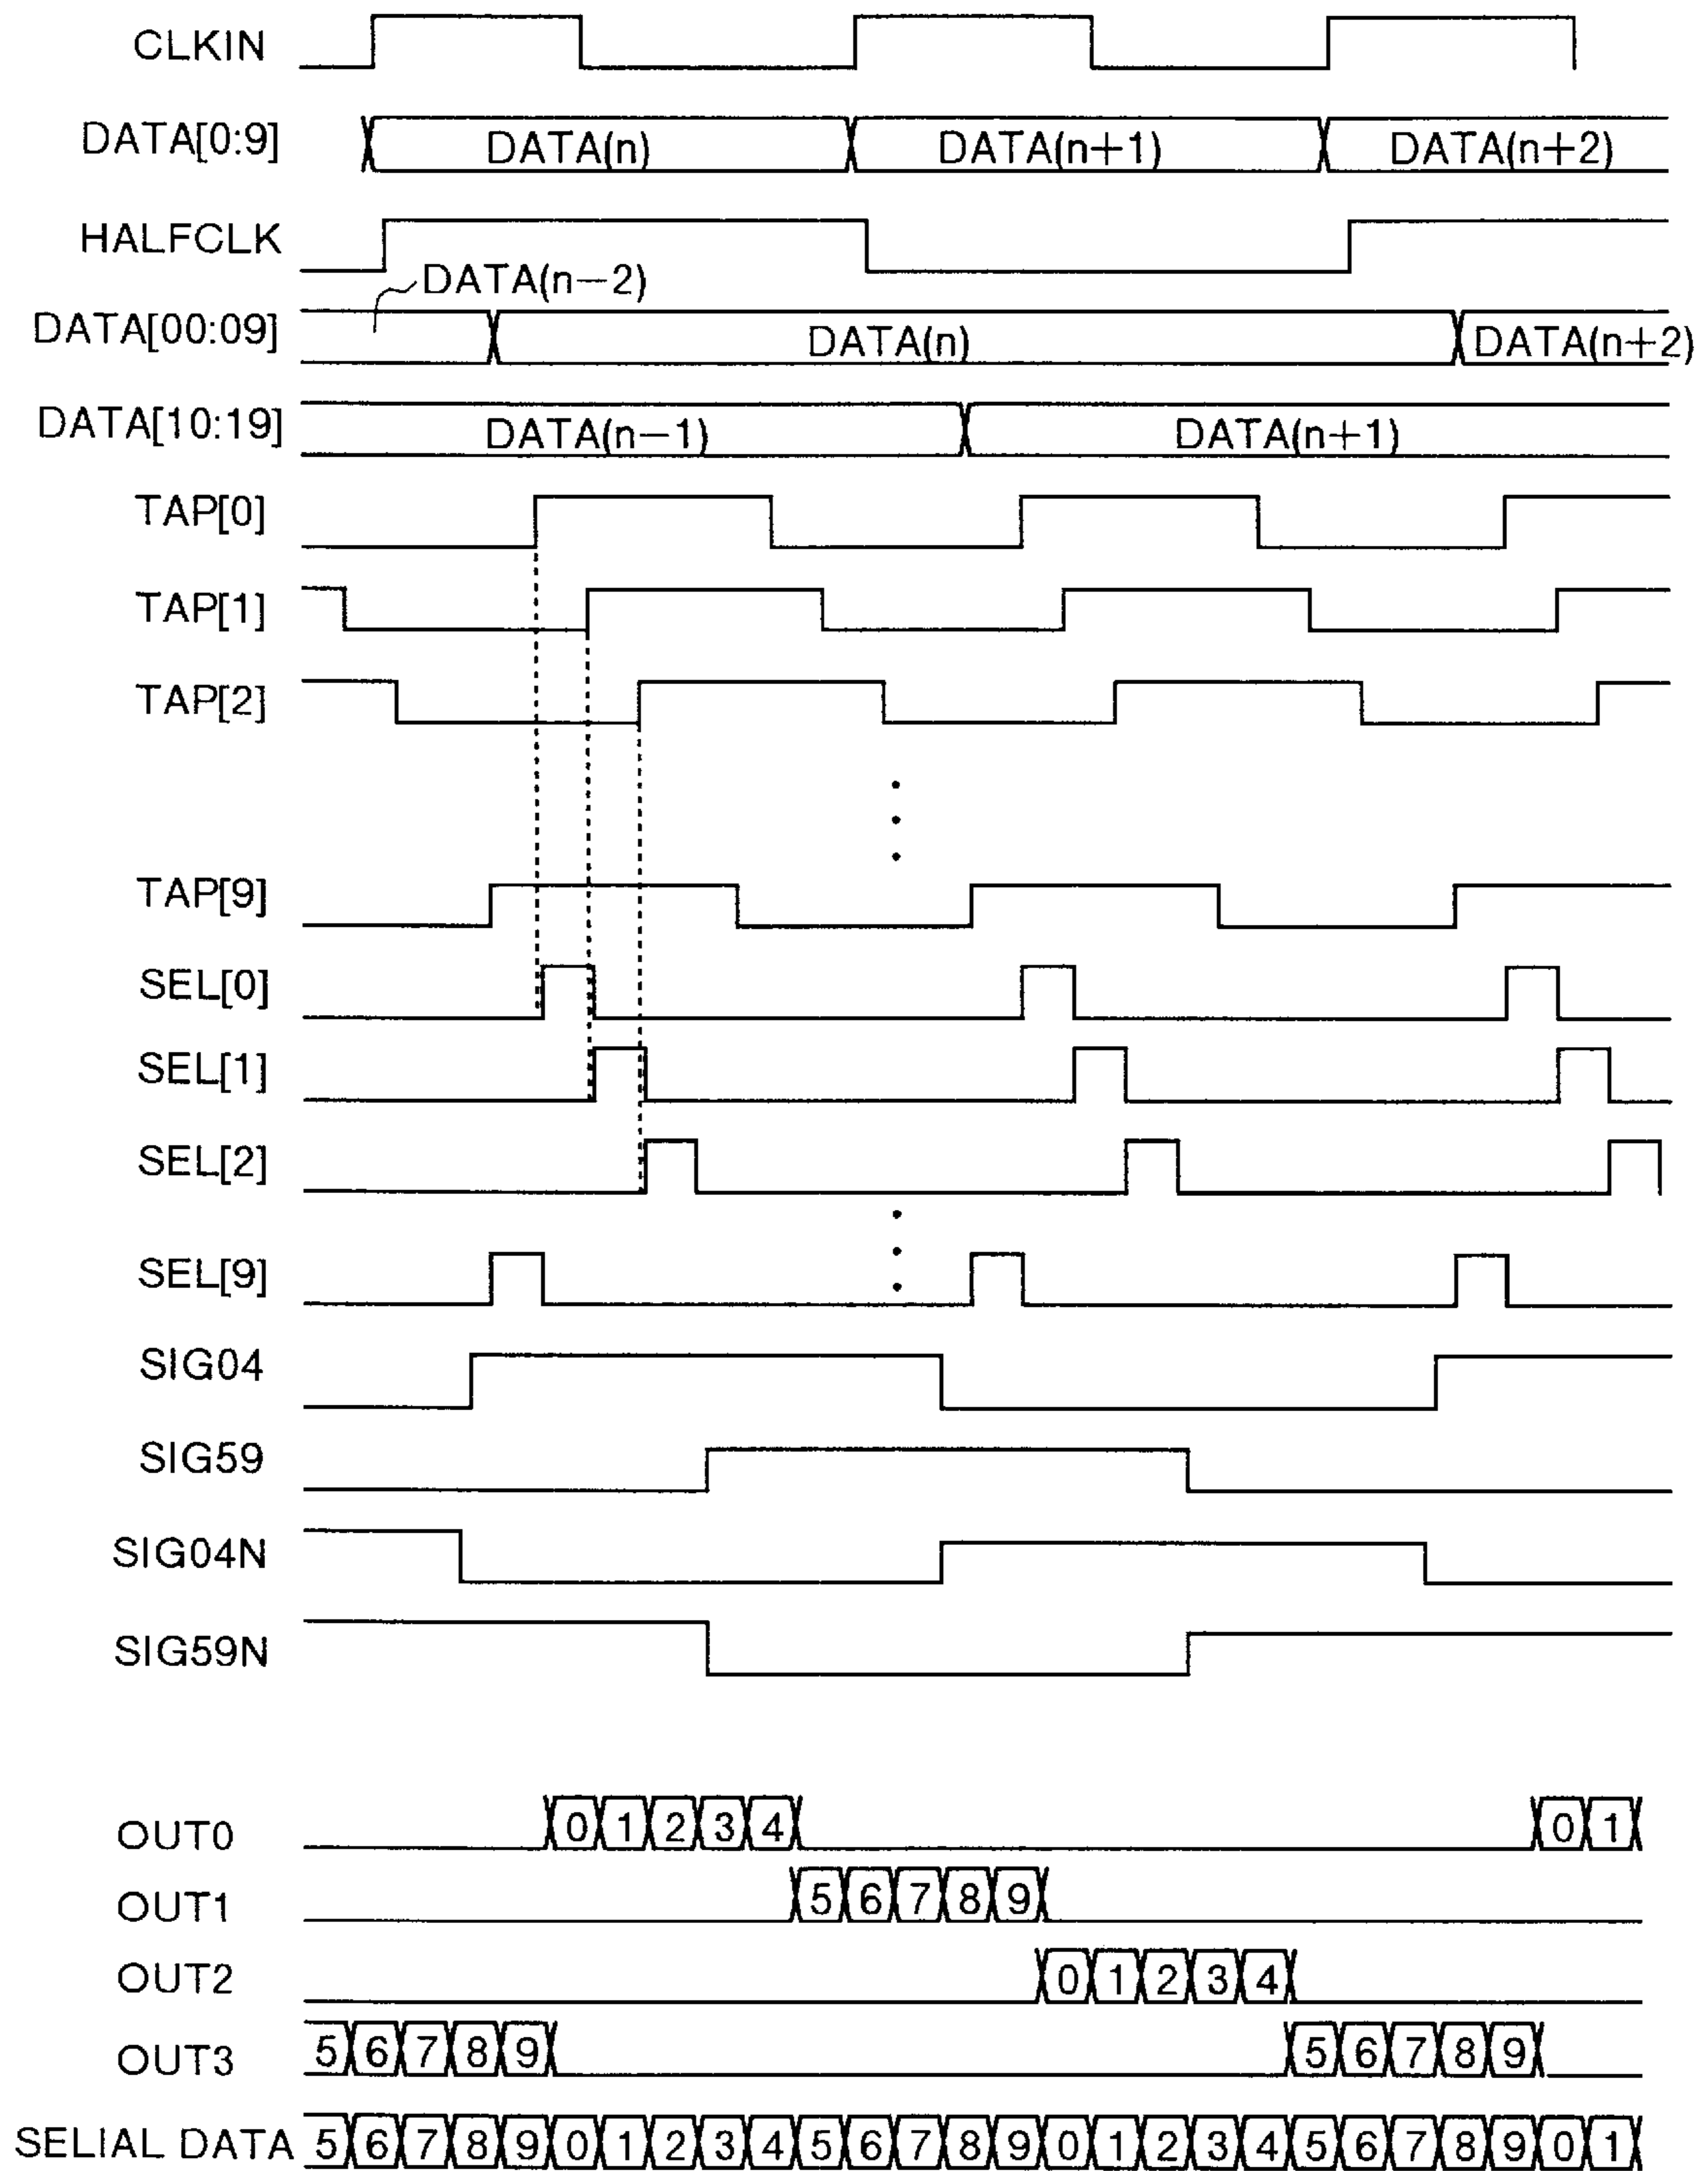 CLKIN
DATA[0:9] DATA(n) DATA(n+1) DATA(n+2)
HALFCLK
DATA(n-2)
DATA[00:09] DATA(n) DATA(n+2)
DATA[10:19] DATA(n-1) DATA(n+1)
TAP[0]
TAP[1]
TAP[2]
TAP[9]
SEL[0]
SEL[1]
SEL[2]
SEL[9]
SIG04
SIG59
SIG04N
SIG59N
OUT0 0 1 2 3 4 0 1
OUT1 5 6 7 8 9
OUT2 0 1 2 3 4
OUT3 5 6 7 8 9 5 6 7 8 9
SELIAL DATA 5 6 7 8 9 0 1 2 3 4 5 6 7 8 9 0 1 2 3 4 5 6 7 8 9 0 1